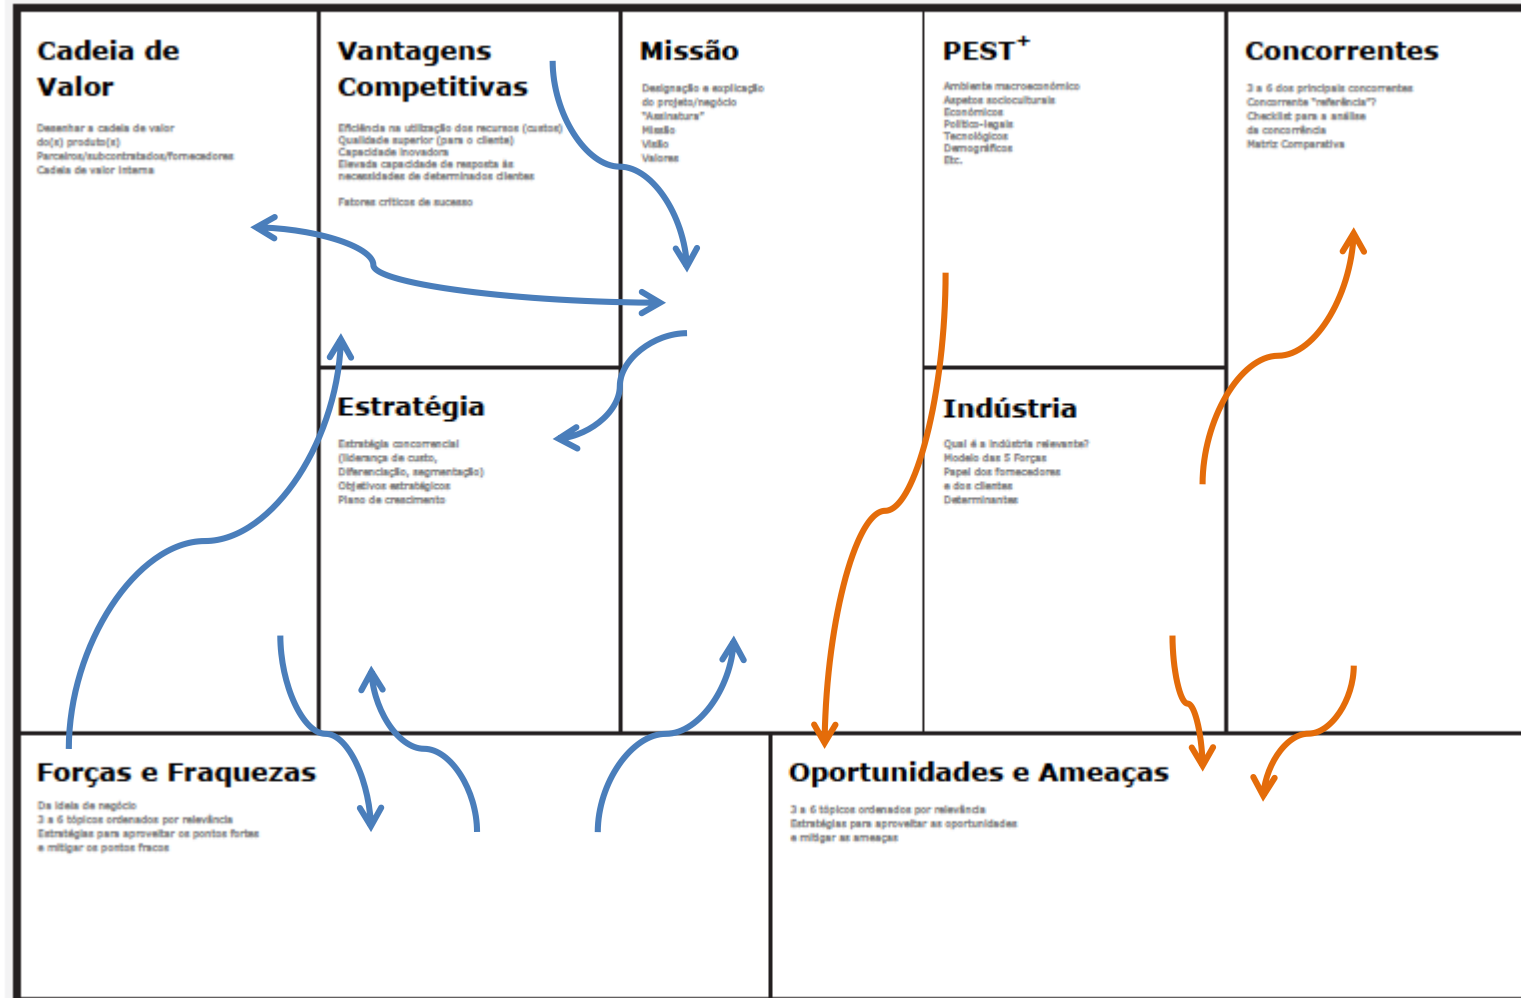 Cadeia de
Valor
Desenhar a cadeia de valor
do(s) produto(s)
Parceiros/subcontratados/fornecedores
Cadeia de valor interna
Vantagens
Competitivas
Eficiência na utilização dos recursos (custos)
Qualidade superior (para o cliente)
Capacidade inovadora
Elevada capacidade de resposta às
necessidades de determinados clientes
Fatores críticos de sucesso
Estratégia
Estratégia concorrencial
(liderança de custo,
Diferenciação, segmentação)
Objetivos estratégicos
Plano de crescimento
Missão
Designação e explicação
do projeto/negócio
"Assinatura"
Missão
Visão
Valores
PEST+
Ambiente macroeconómico
Aspetos socioculturais
Económicos
Político-legais
Tecnológicos
Demográficos
Etc.
Indústria
Qual é a indústria relevante?
Modelo das 5 Forças
Papel dos fornecedores
e dos clientes
Determinantes
Concorrentes
3 a 6 dos principais concorrentes
Concorrente "referência"?
Checklist para a análise
da concorrência
Matriz Comparativa
Forças e Fraquezas
Da ideia de negócio
3 a 6 tópicos ordenados por relevância
Estratégias para aproveitar os pontos fortes
e mitigar os pontos fracos
Oportunidades e Ameaças
3 a 6 tópicos ordenados por relevância
Estratégias para aproveitar as oportunidades
e mitigar as ameaças